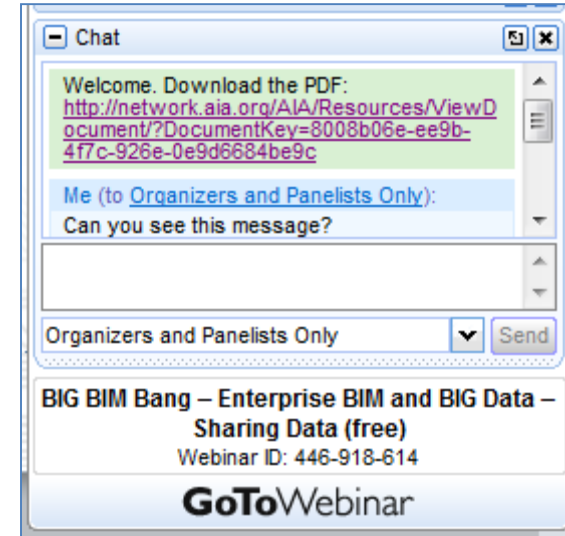 Chat
Welcome. Download the PDF:
http://network.aia.org/AIA/Resources/ViewD
ocument/?DocumentKey=8008b06e-ee9b-
4f7c-926e-0e9d6684be9c
Me (to Organizers and Panelists Only):
Can you see this message?
Organizers and Panelists Only
Send
BIG BIM Bang – Enterprise BIM and BIG Data –
Sharing Data (free)
Webinar ID: 446-918-614
GoToWebinar